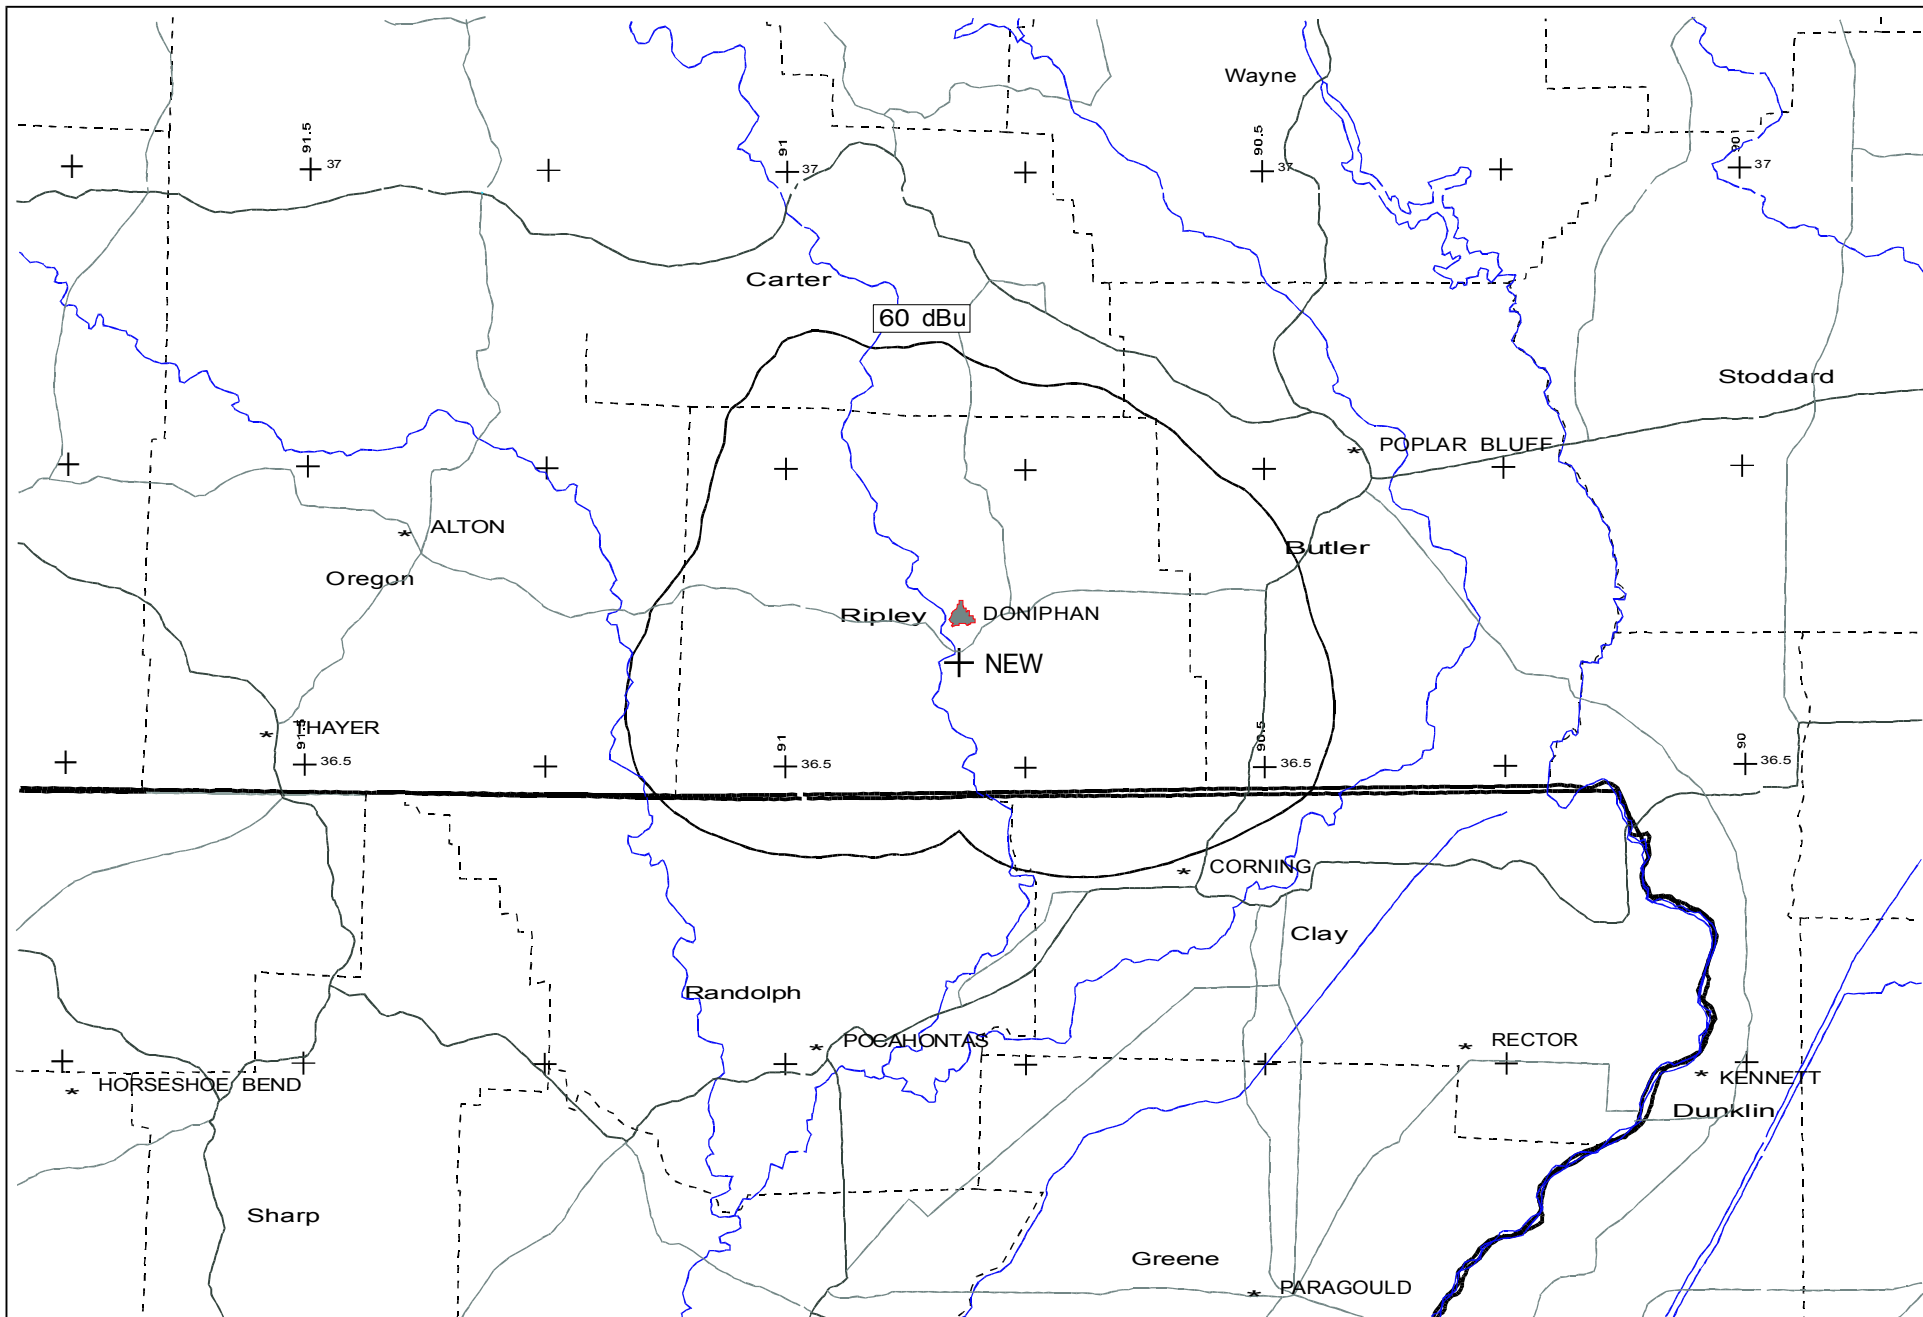 Wayne
91.5
37
91
37
90.5
37
90
37
Carter
60 dBu
Stoddard
POPLAR BLUFF
ALTON
Butler
Oregon
Ripley
DONIPHAN
NEW
THAYER
91.5
36.5
91
36.5
90.5
36.5
90
36.5
CORNING
Clay
Randolph
POCAHONTAS
RECTOR
HORSESHOE BEND
KENNETT
Dunklin
Sharp
Greene
PARAGOULD